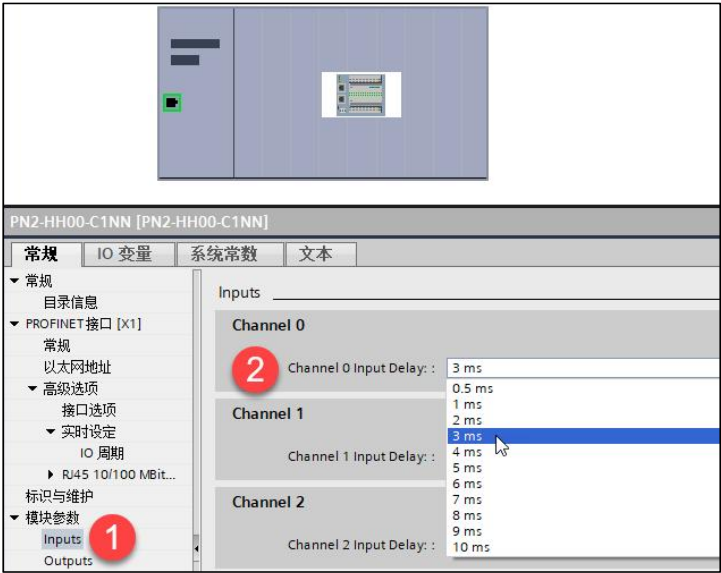 PN2-HH00-C1NN [PN2-HH00-C1NN]
常规 IO 变量 系统常数 文本
常规
目录信息
PROFINET接口 [X1]
常规
以太网地址
高级选项
接口选项
实时设定
IO 周期
RJ45 10/100 MBit...
标识与维护
模块参数
Inputs
1
Outputs
Inputs
Channel 0
2
Channel 0 Input Delay: :
3 ms
0.5 ms
1 ms
2 ms
3 ms
4 ms
5 ms
6 ms
7 ms
8 ms
9 ms
10 ms
Channel 1
Channel 1 Input Delay: :
Channel 2
Channel 2 Input Delay: :